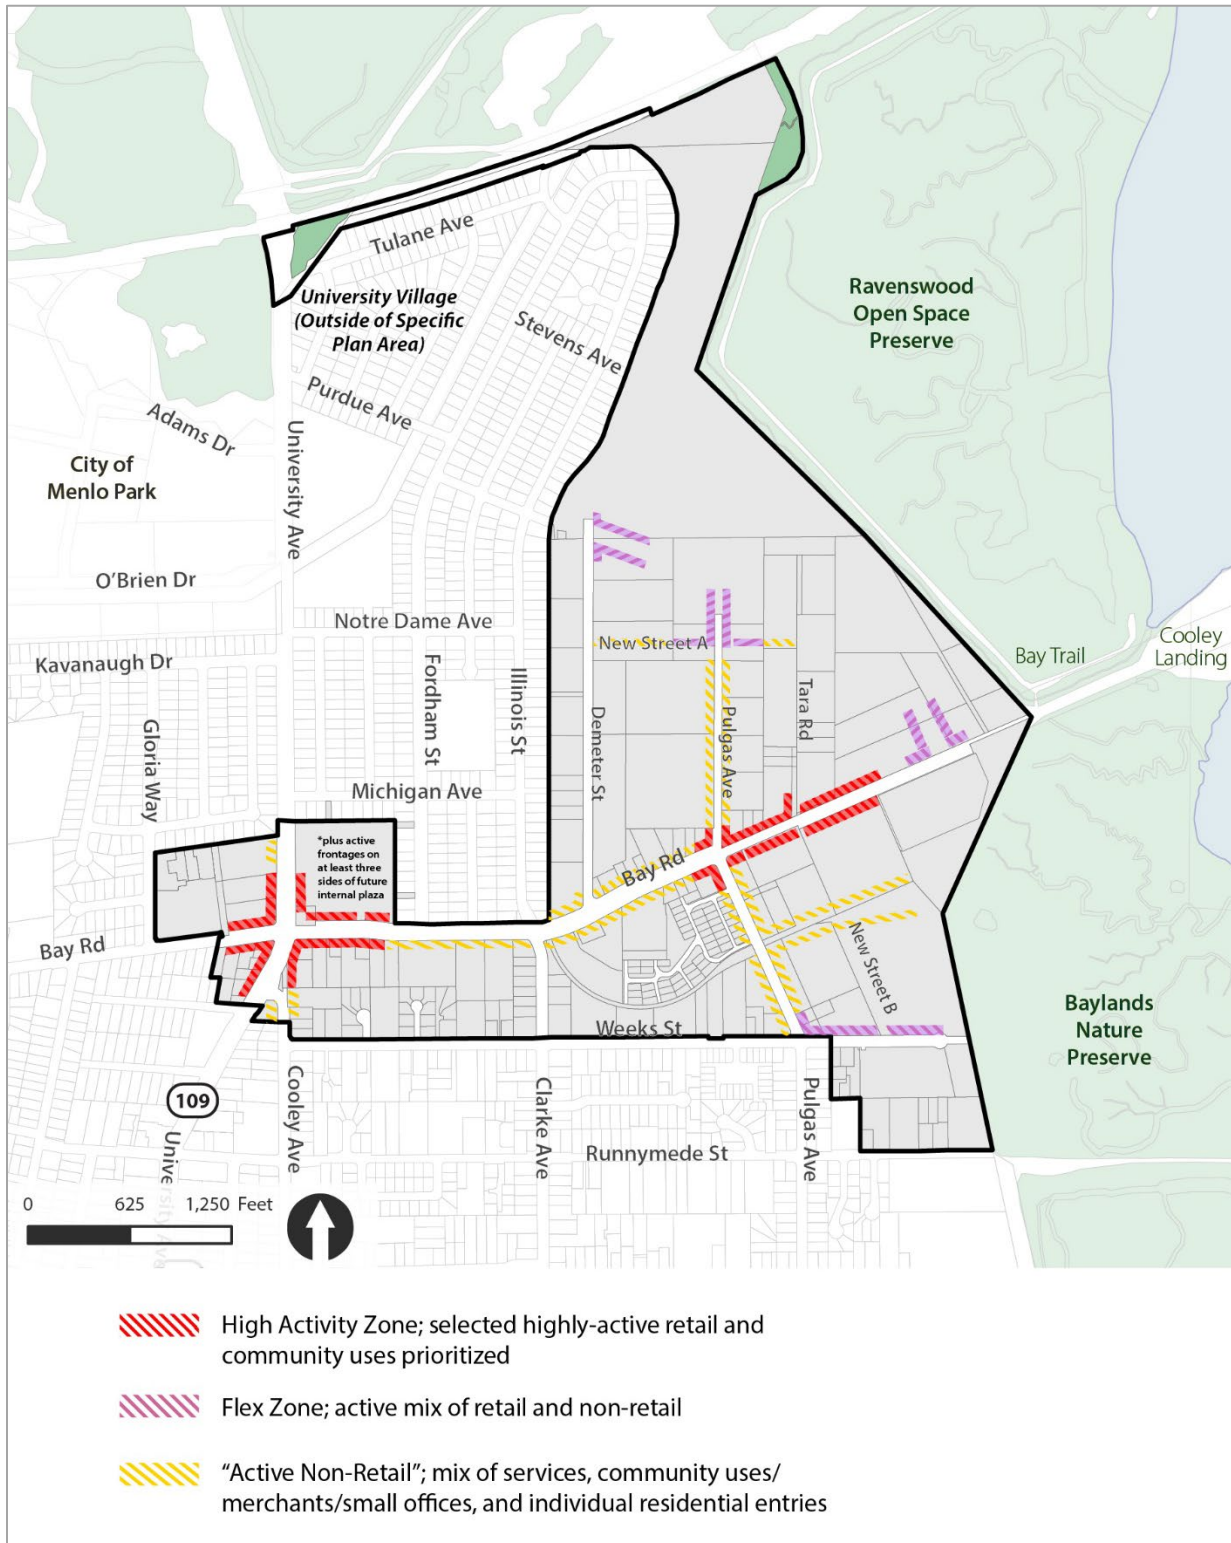 Tulane Ave
University Village
(Outside of Specific
Plan Area)
Stevens Ave
Purdue Ave
Ravenswood
Open Space
Preserve
Adams Dr
City of
Menlo Park
University Ave
O'Brien Dr
Notre Dame Ave
New Street A
Kavanaugh Dr
Fordham St
Illinois St
Bay Trail
Cooley
Landing
Gloria Way
Demeter St
Pulgas Ave
Tara Rd
Michigan Ave
*plus active
frontages on
at least three
sides of future
internal plaza
Bay Rd
Bay Rd
New Street B
Weeks St
Baylands
Nature
Preserve
109
Cooley Ave
Clarke Ave
Pulgas Ave
University Ave
Runnymede St
0 625 1,250 Feet
High Activity Zone; selected highly-active retail and
community uses prioritized
Flex Zone; active mix of retail and non-retail
“Active Non-Retail”; mix of services, community uses/
merchants/small offices, and individual residential entries